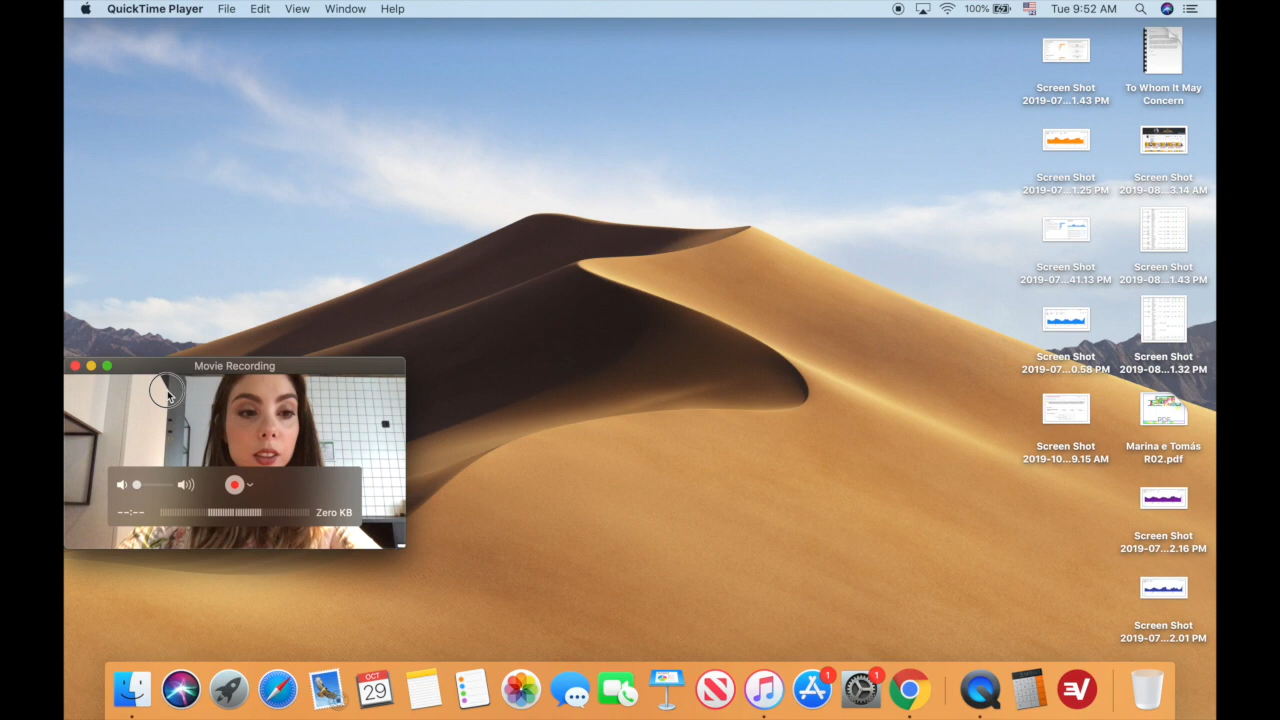 QuickTime Player File Edit View Window Help 100% Tue 9:52 AM
Screen Shot
2019-07...1.43 PM
To Whom It May
Concern
Screen Shot
2019-07...1.25 PM
Screen Shot
2019-08...3.14 AM
Screen Shot
2019-07...41.13 PM
Screen Shot
2019-08...1.43 PM
Screen Shot
2019-07...0.58 PM
Screen Shot
2019-08...1.32 PM
Movie Recording
PDF
Screen Shot
2019-10...9.15 AM
Marina e Tomás
R02.pdf
--:--
Zero KB
Screen Shot
2019-07...2.16 PM
Screen Shot
2019-07...2.01 PM
OCT
29
1
1